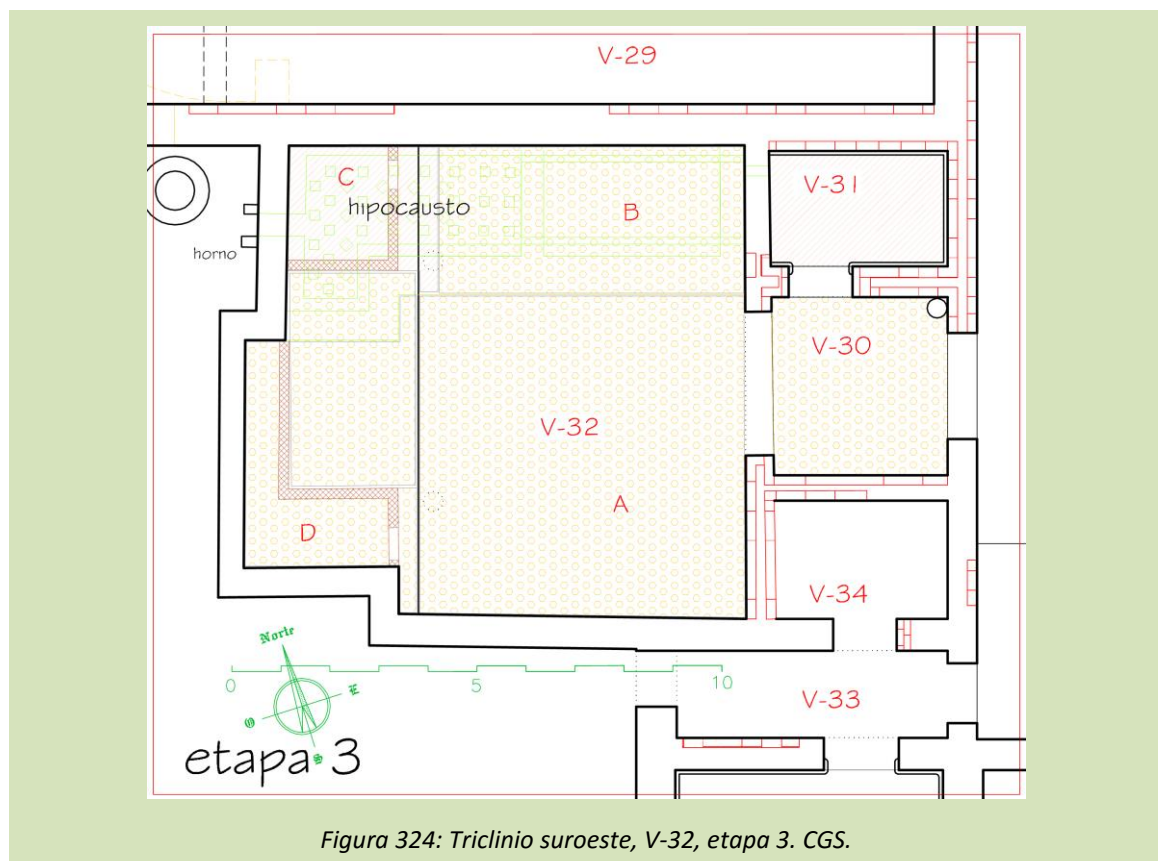 V-29
C
hipocausto
B
V-31
horno
V-30
V-32
A
D
V-34
Norte
E
0
5
10
O
S
V-33
etapa 3
Figura 324: Triclinio suroeste, V-32, etapa 3. CGS.